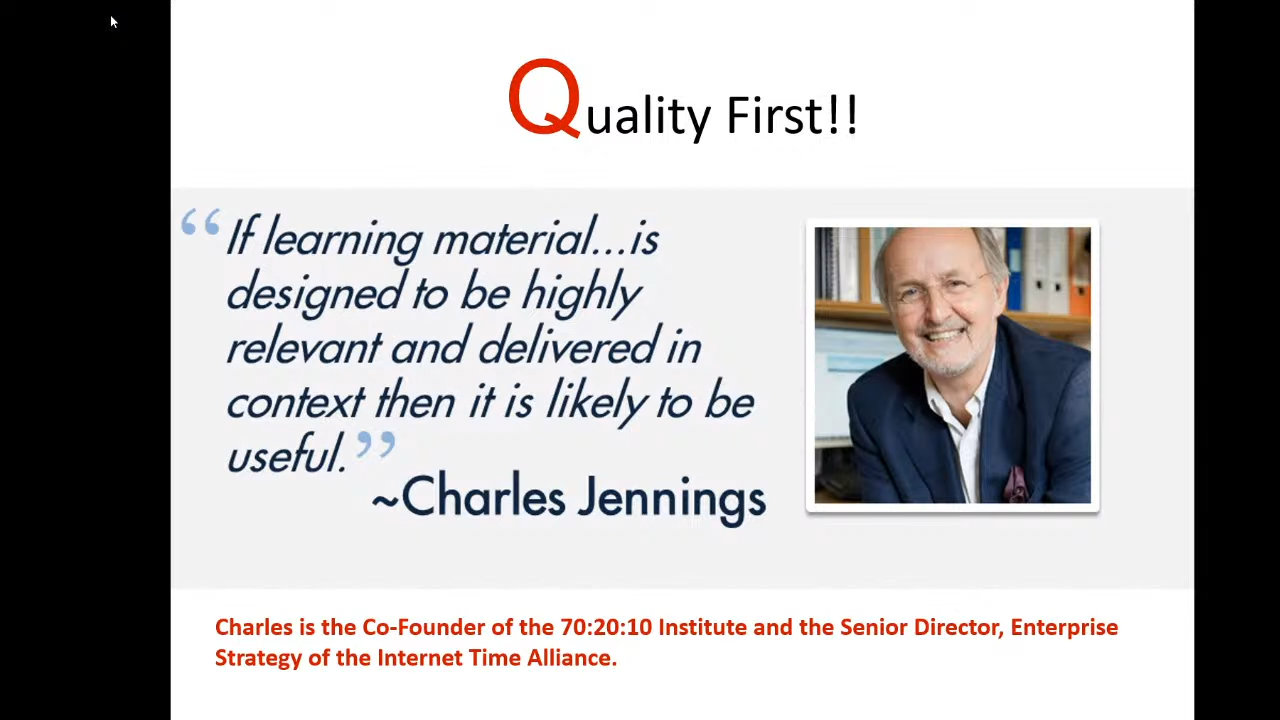 Quality First!!
“If learning material...is
designed to be highly
relevant and delivered in
context then it is likely to be
useful.”
~Charles Jennings
Charles is the Co-Founder of the 70:20:10 Institute and the Senior Director, Enterprise
Strategy of the Internet Time Alliance.